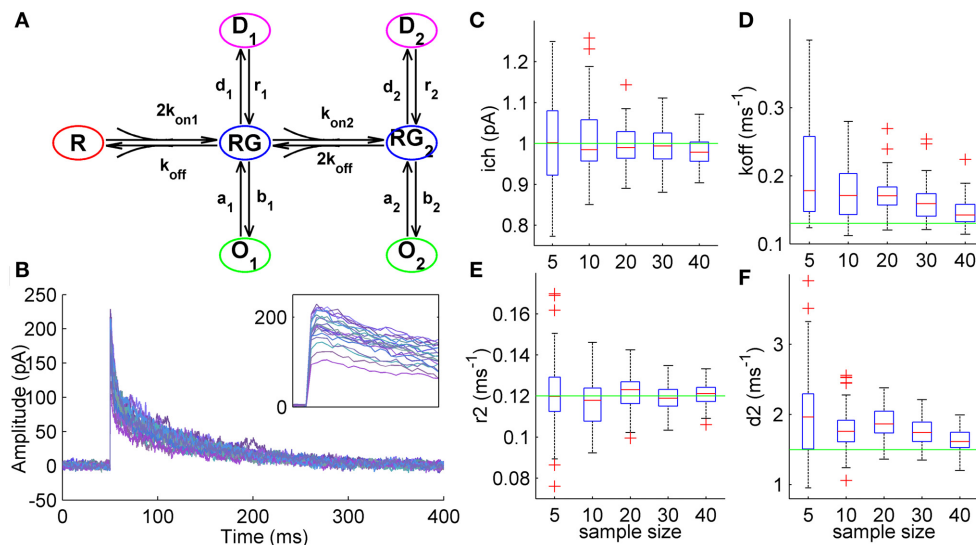 A
D1
D2
d1
r1
d2
r2
2kon1
kon2
R
RG
RG2
koff
2koff
a1
b1
a2
b2
O1
O2
B
250
200
150
100
50
0
-50
Amplitude (pA)
200
0
0
100
200
300
400
Time (ms)
C
1.2
1.1
1
0.9
0.8
ich (pA)
5
10
20
30
40
D
0.3
0.2
0.1
koff (ms-1)
5
10
20
30
40
E
0.16
0.14
0.12
0.10
0.08
r2 (ms-1)
5
10
20
30
40
sample size
F
3
2
1
d2 (ms-1)
5
10
20
30
40
sample size